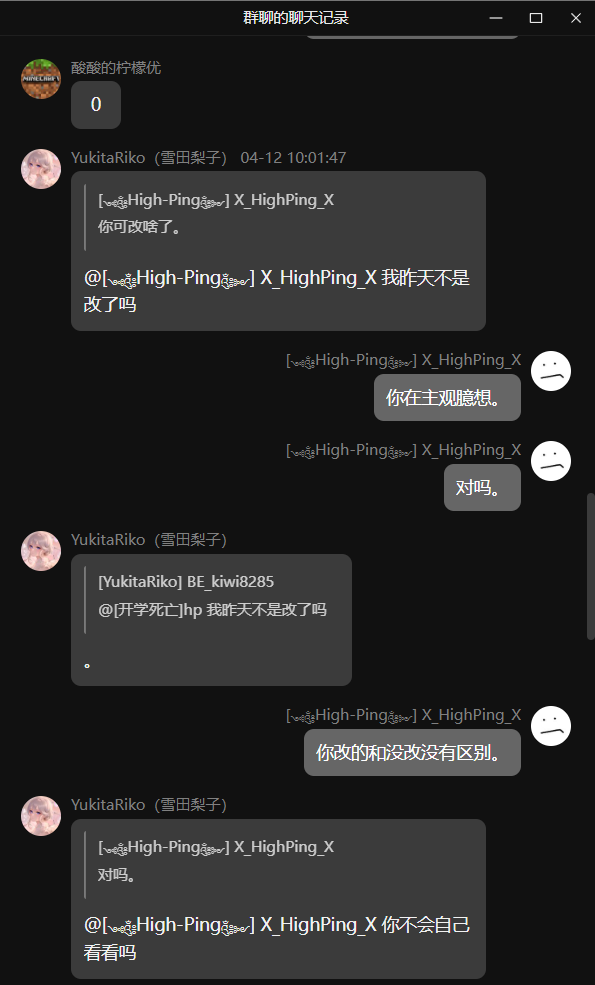 群聊的聊天记录
酸酸的柠檬优
0
YukitaRiko（雪田梨子） 04-12 10:01:47
[High-Ping] X_HighPing_X
你可改啥了。
@[High-Ping] X_HighPing_X 我昨天不是
改了吗
[High-Ping] X_HighPing_X
你在主观臆想。
[High-Ping] X_HighPing_X
对吗。
YukitaRiko（雪田梨子）
[YukitaRiko] BE_kiwi8285
@[开学死亡]hp 我昨天不是改了吗
。
[High-Ping] X_HighPing_X
你改的和没改没有区别。
YukitaRiko（雪田梨子）
[High-Ping] X_HighPing_X
对吗。
@[High-Ping] X_HighPing_X 你不会自己
看看吗